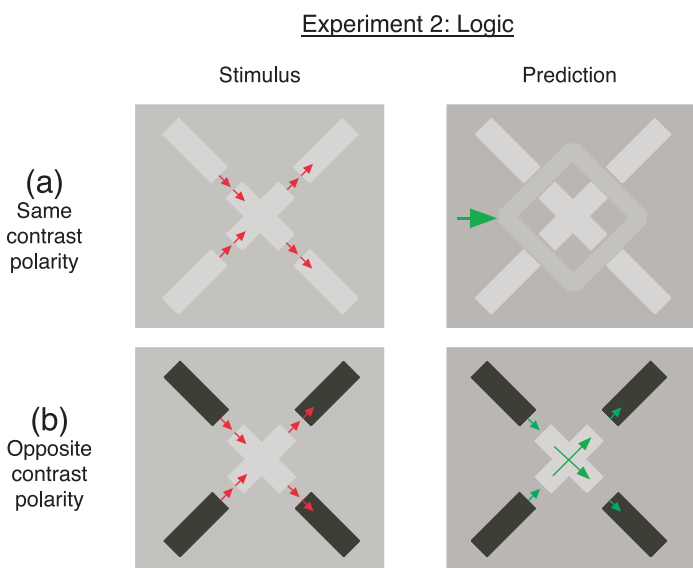 Experiment 2: Logic
Stimulus
Prediction
(a)
Same
contrast
polarity
(b)
Opposite
contrast
polarity